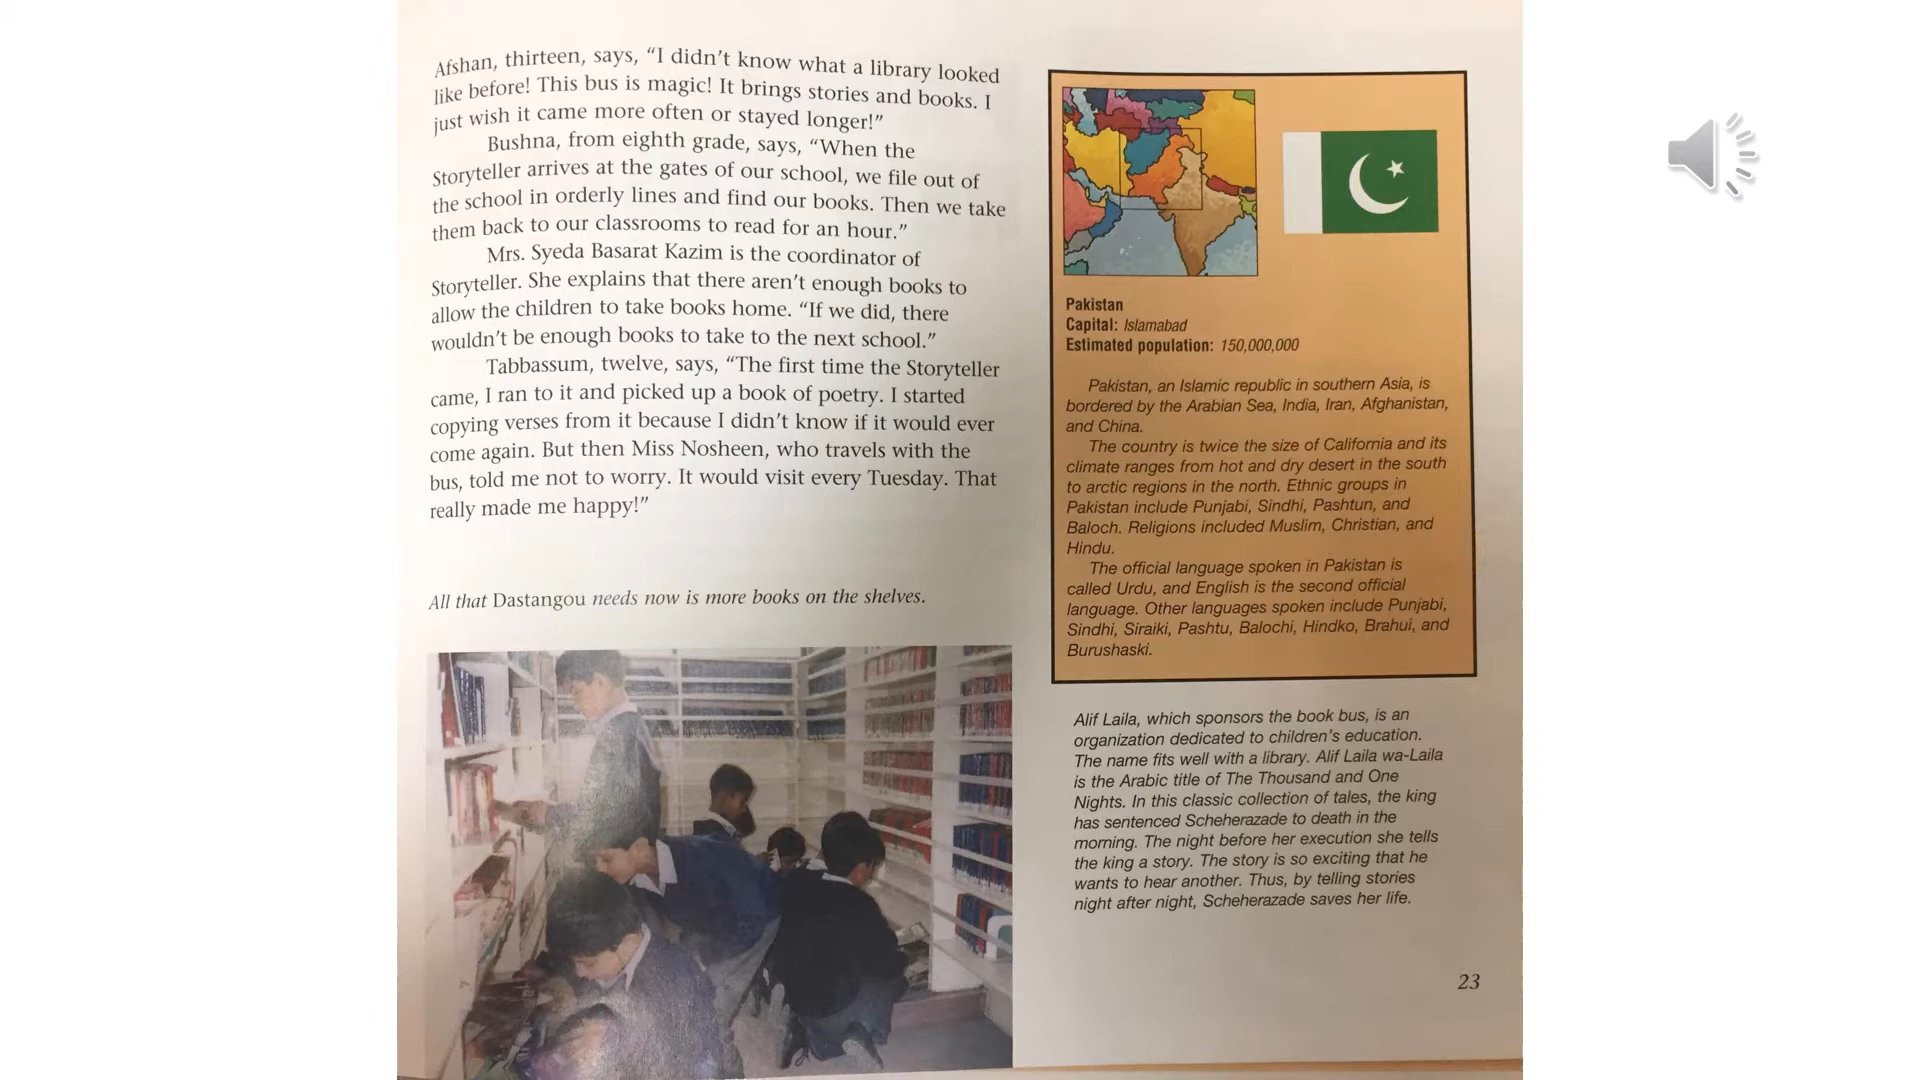 Afshan, thirteen, says, “I didn’t know what a library looked
like before! This bus is magic! It brings stories and books. I
just wish it came more often or stayed longer!”
Bushna, from eighth grade, says, “When the
Storyteller arrives at the gates of our school, we file out of
the school in orderly lines and find our books. Then we take
them back to our classrooms to read for an hour.”
Mrs. Syeda Basarat Kazim is the coordinator of
Storyteller. She explains that there aren’t enough books to
allow the children to take books home. “If we did, there
wouldn’t be enough books to take to the next school.”
Tabbassum, twelve, says, “The first time the Storyteller
came, I ran to it and picked up a book of poetry. I started
copying verses from it because I didn’t know if it would ever
come again. But then Miss Nosheen, who travels with the
bus, told me not to worry. It would visit every Tuesday. That
really made me happy!”
All that Dastangou needs now is more books on the shelves.
Pakistan
Capital: Islamabad
Estimated population: 150,000,000
Pakistan, an Islamic republic in southern Asia, is
bordered by the Arabian Sea, India, Iran, Afghanistan,
and China.
The country is twice the size of California and its
climate ranges from hot and dry desert in the south
to arctic regions in the north. Ethnic groups in
Pakistan include Punjabi, Sindhi, Pashtun, and
Baloch. Religions included Muslim, Christian, and
Hindu.
The official language spoken in Pakistan is
called Urdu, and English is the second official
language. Other languages spoken include Punjabi,
Sindhi, Siraiki, Pashtu, Balochi, Hindko, Brahui, and
Burushaski.
Alif Laila, which sponsors the book bus, is an
organization dedicated to children’s education.
The name fits well with a library. Alif Laila wa-Laila
is the Arabic title of The Thousand and One
Nights. In this classic collection of tales, the king
has sentenced Scheherazade to death in the
morning. The night before her execution she tells
the king a story. The story is so exciting that he
wants to hear another. Thus, by telling stories
night after night, Scheherazade saves her life.
23